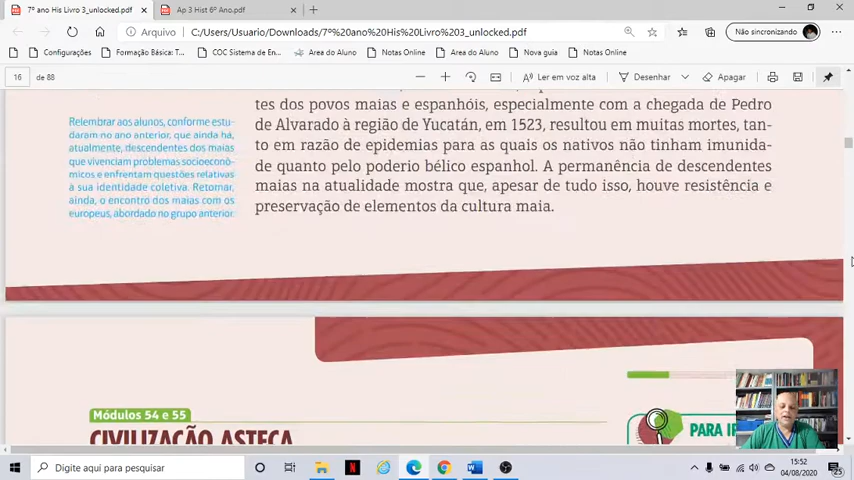 7º ano His Livro 3_unlocked.pdf
Ap 3 Hist 6º Ano.pdf
Arquivo
C:/Users/Usuario/Downloads/7º%20ano%20His%20Livro%203_unlocked.pdf
Não sincronizando
Configurações
Formação Básica: T...
COC Sistema de En...
Area do Aluno
Notas Online
Area do Aluno
Nova guia
Notas Online
16 de 88
Ler em voz alta
Desenhar
Apagar
tes dos povos maias e espanhóis, especialmente com a chegada de Pedro
de Alvarado à região de Yucatán, em 1523, resultou em muitas mortes, tan-
to em razão de epidemias para as quais os nativos não tinham imunida-
de quanto pelo poderio bélico espanhol. A permanência de descendentes
maias na atualidade mostra que, apesar de tudo isso, houve resistência e
preservação de elementos da cultura maia.
Relembrar aos alunos, conforme estu-
daram no ano anterior, que ainda há,
atualmente, descendentes dos maias
que vivenciam problemas socioeconô-
micos e enfrentam questões relativas
à sua identidade coletiva. Retomar,
ainda, o encontro dos maias com os
europeus, abordado no grupo anterior.
Módulos 54 e 55
CIVILIZAÇÃO ASTECA
PARA
Digite aqui para pesquisar
15:52
04/08/2020
25